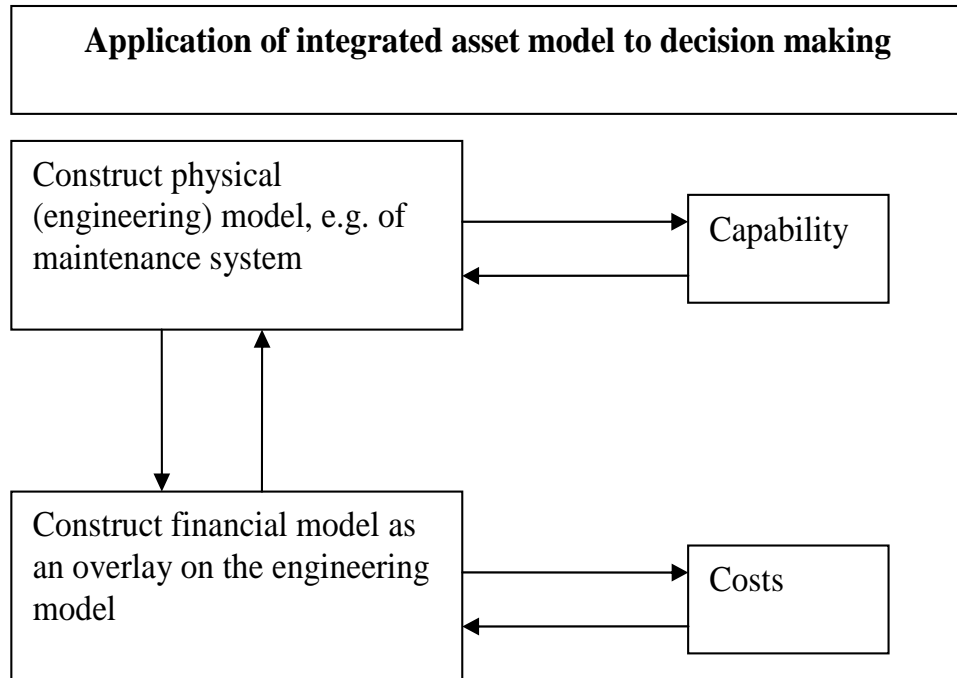 Application of integrated asset model to decision making
Construct physical
(engineering) model, e.g. of
maintenance system
Capability
Construct financial model as
an overlay on the engineering
model
Costs